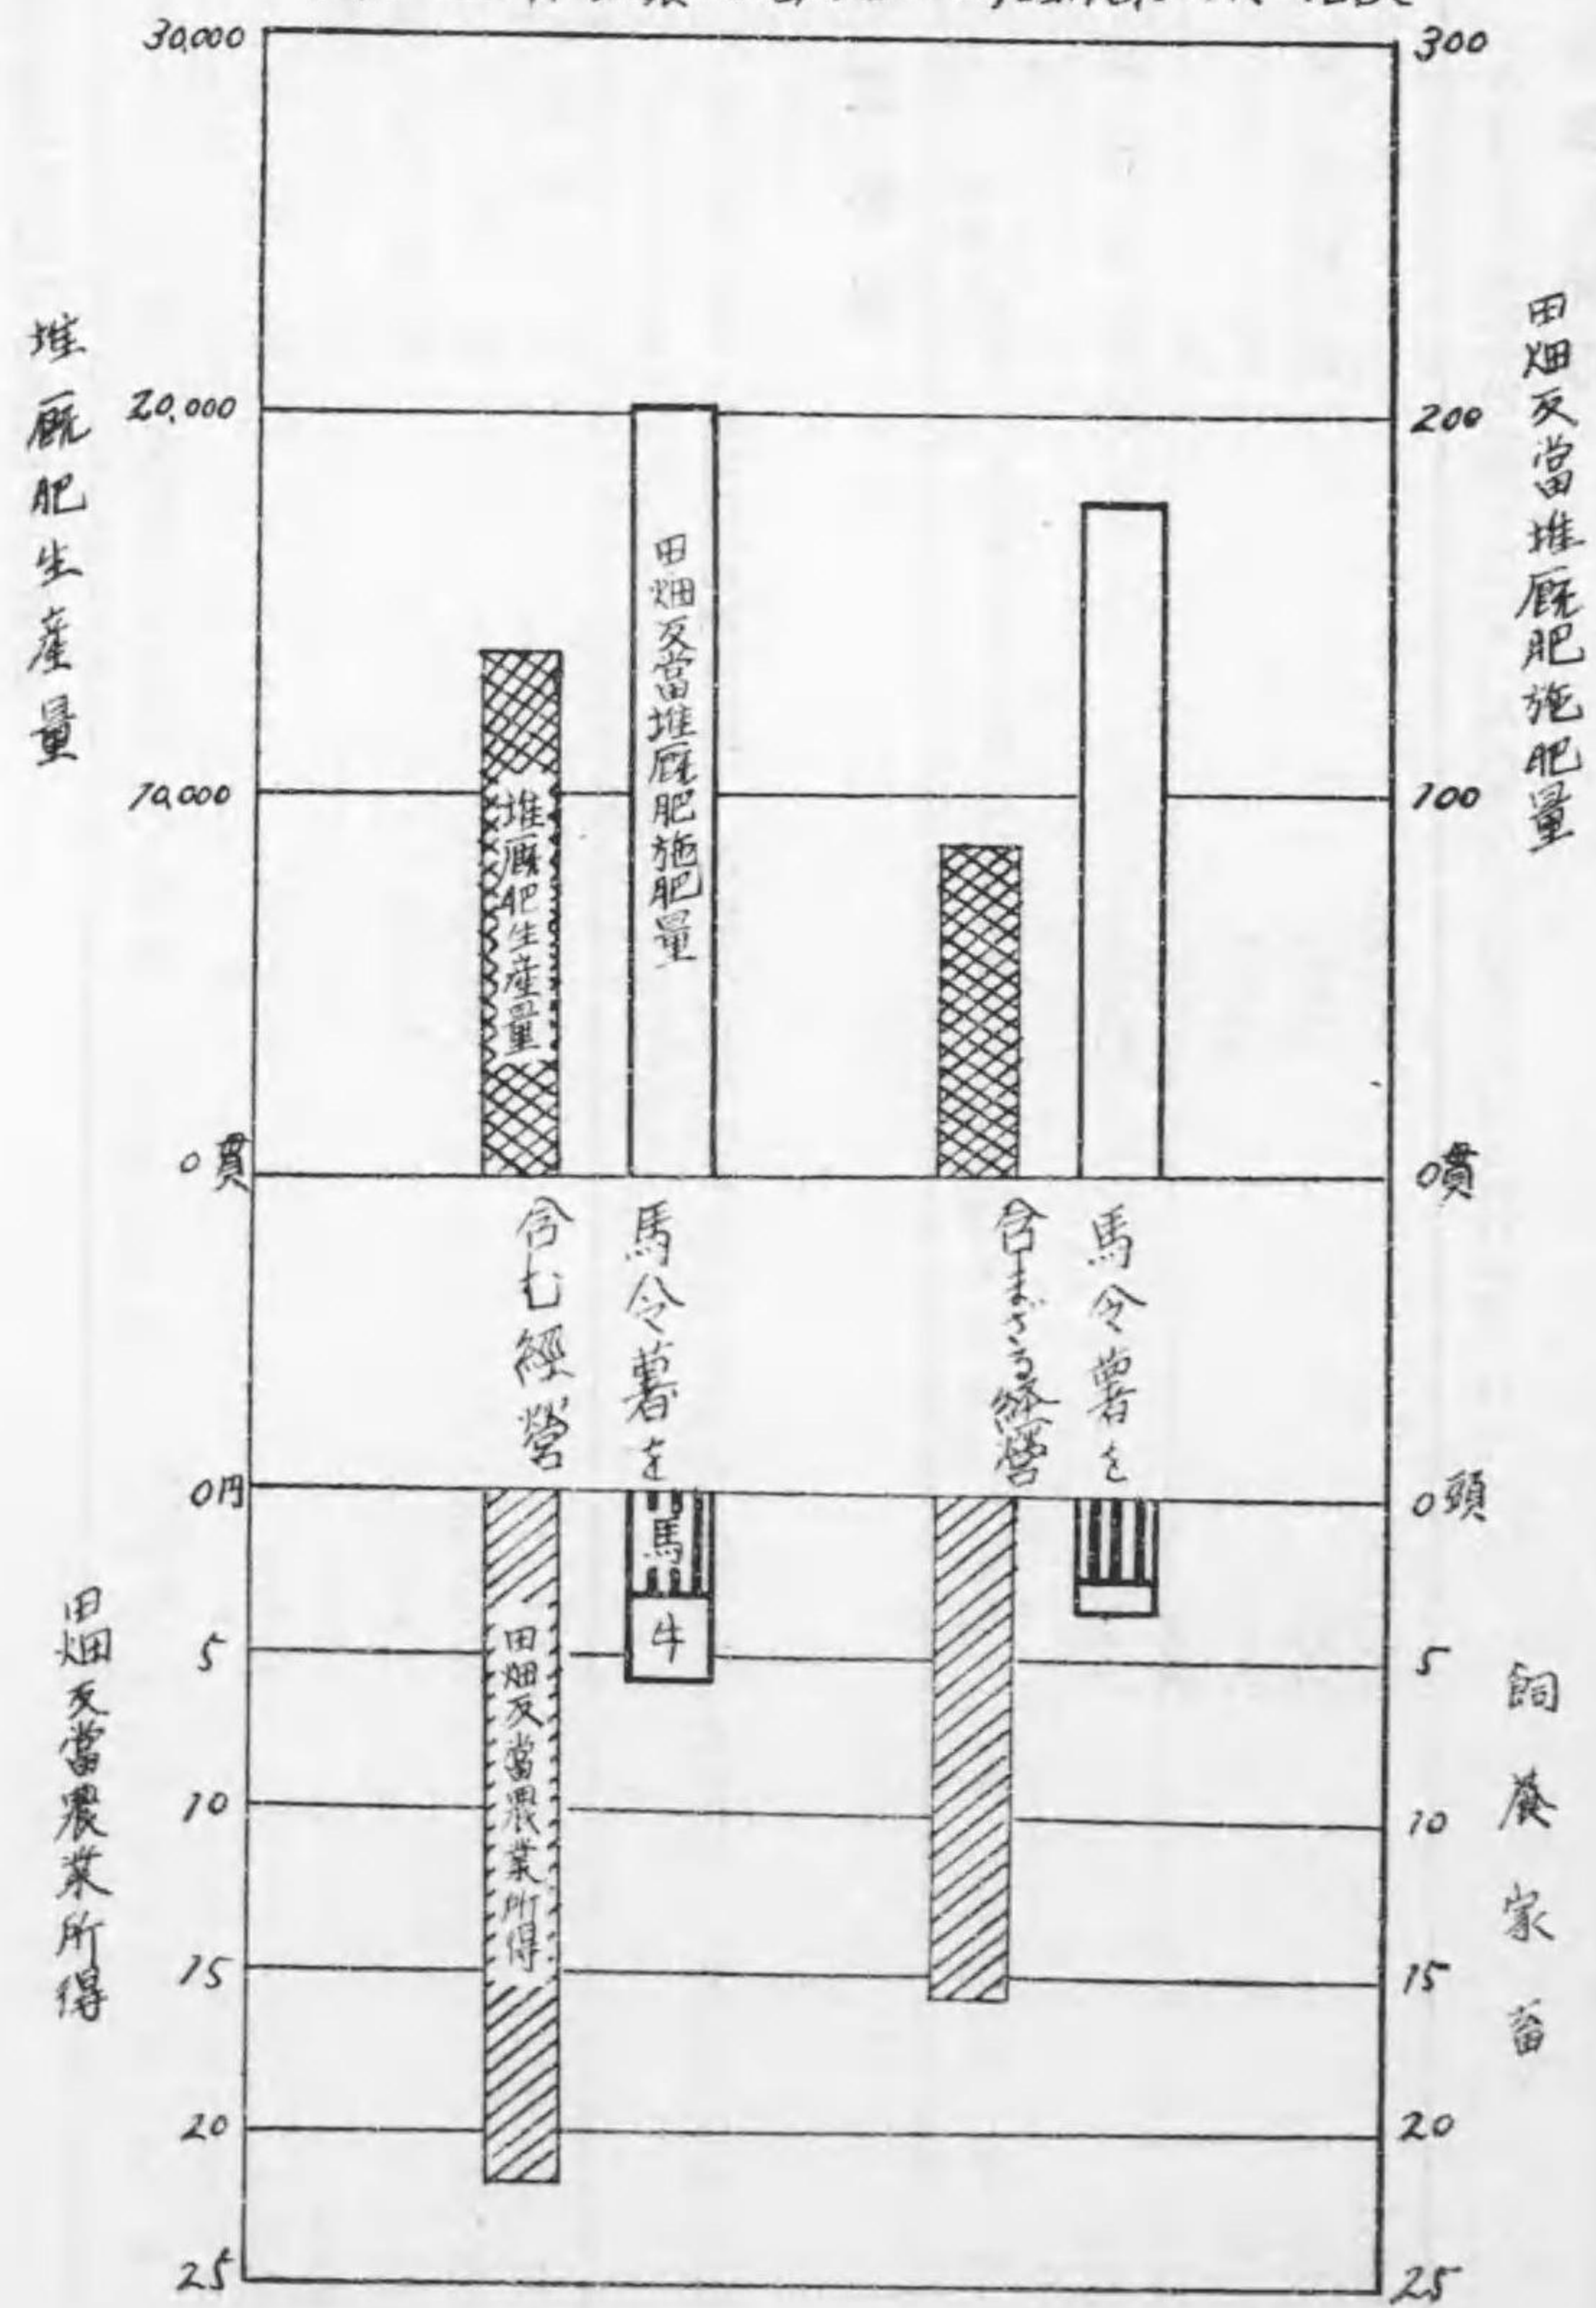 30,000
20,000
10,000
0貫
堆厩肥生産量
300
200
100
0貫
田畑反當堆厩肥施肥量
堆厩肥生産量
田畑反當堆厩肥施肥量
馬令薯を
含む經營
馬令薯を
含まざる経営
0円
5
10
15
20
25
田畑反當農業所得
0頭
5
10
15
20
25
飼養家畜
田畑反當農業所得
馬
牛